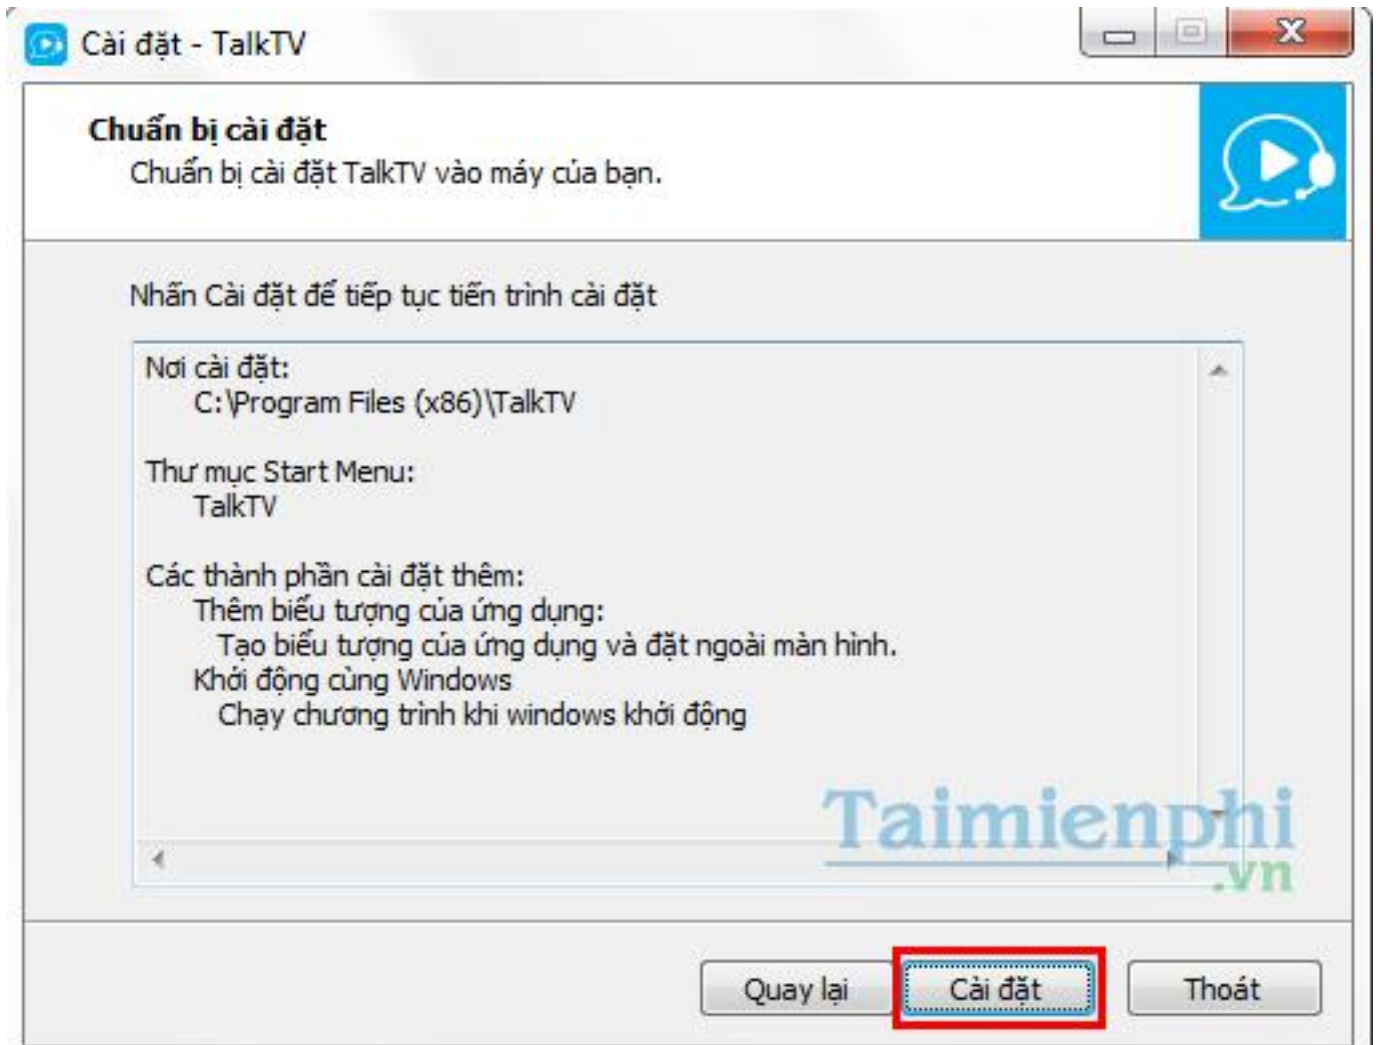 Cài đặt - TalkTV
Chuẩn bị cài đặt
Chuẩn bị cài đặt TalkTV vào máy của bạn.
Nhấn Cài đặt để tiếp tục tiến trình cài đặt
Nơi cài đặt:
C:\Program Files (x86)\TalkTV
Thư mục Start Menu:
TalkTV
Các thành phần cài đặt thêm:
Thêm biểu tượng của ứng dụng:
Tạo biểu tượng của ứng dụng và đặt ngoài màn hình.
Khởi động cùng Windows
Chạy chương trình khi windows khởi động
Taimienphi
.vn
Quay lại Cài đặt Thoát